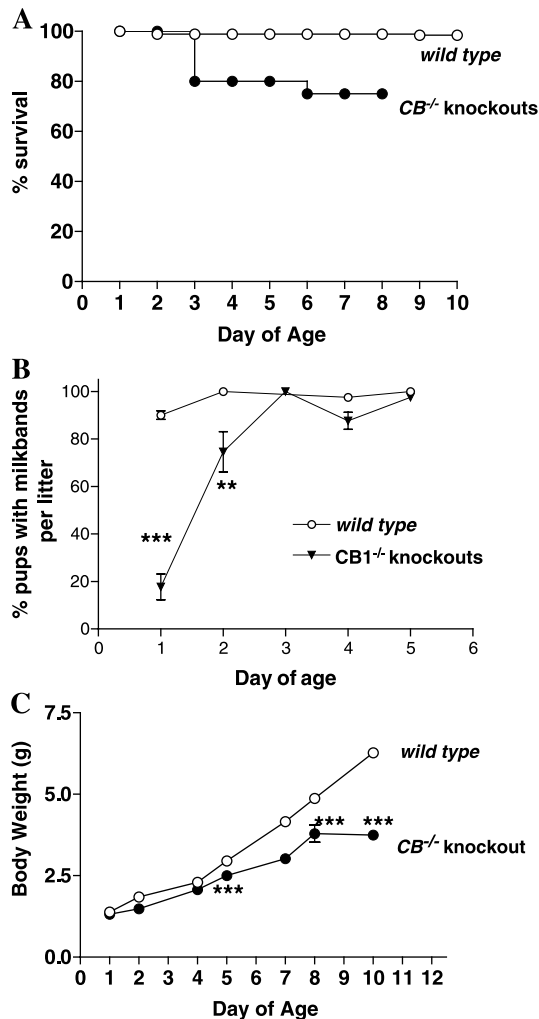 A
% survival
100
80
60
40
20
0
wild type
CB-/- knockouts
0 1 2 3 4 5 6 7 8 9 10
Day of Age
B
% pups with milkbands
per litter
100
80
60
40
20
0
***
**
wild type
CB1-/- knockouts
0 1 2 3 4 5 6
Day of age
C
Body Weight (g)
7.5
5.0
2.5
0.0
wild type
*** ***
CB-/- knockout
***
0 1 2 3 4 5 6 7 8 9 10 11 12
Day of Age